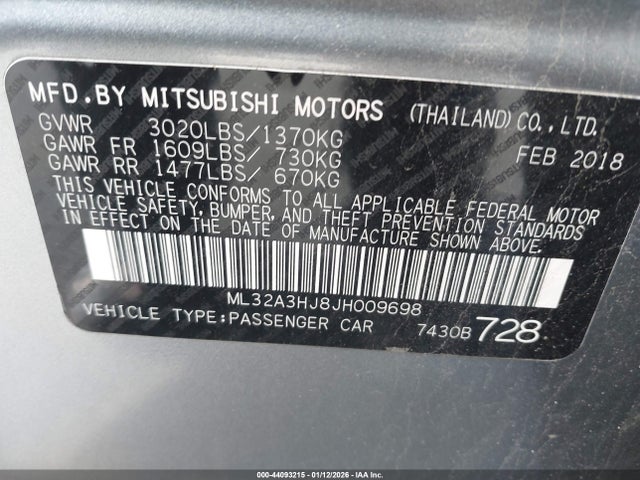 MFD.BY MITSUBISHI MOTORS (THAILAND) CO., LTD.
GVWR 3020LBS/1370KG FEB 2018
GAWR FR 1609LBS/ 730KG
GAWR RR 1477LBS/ 670KG
THIS VEHICLE CONFORMS TO ALL APPLICABLE FEDERAL MOTOR
VEHICLE SAFETY, BUMPER, AND THEFT PREVENTION STANDARDS
IN EFFECT ON THE DATE OF MANUFACTURE SHOWN ABOVE.
ML32A3HJ8JH009698
VEHICLE TYPE:PASSENGER CAR 7430B 728
000-44093215 - 01/12/2026 - IAA Inc.